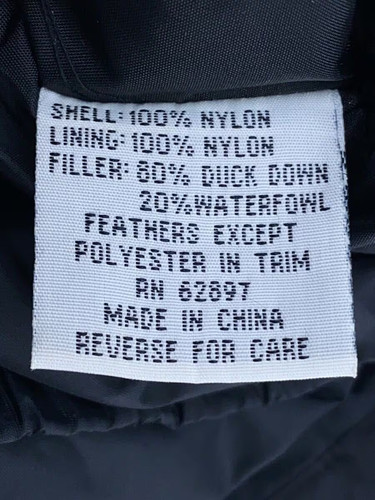 SHELL: 100% NYLON
LINING: 100% NYLON
FILLER: 80% DUCK DOWN
20% WATERFOWL
FEATHERS EXCEPT
POLYESTER IN TRIM
RN 62897
MADE IN CHINA
REVERSE FOR CARE